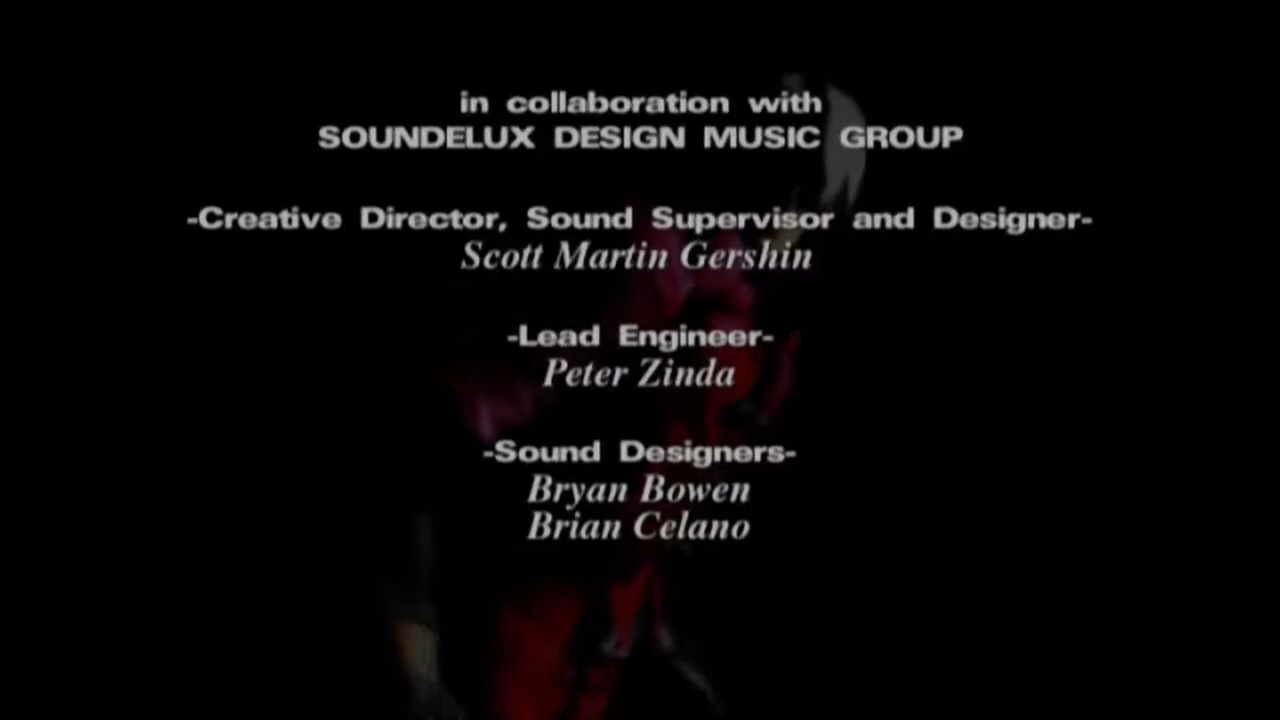 in collaboration with
SOUNDELUX DESIGN MUSIC GROUP
-Creative Director, Sound Supervisor and Designer-
Scott Martin Gershin
-Lead Engineer-
Peter Zinda
-Sound Designers-
Bryan Bowen
Brian Celano